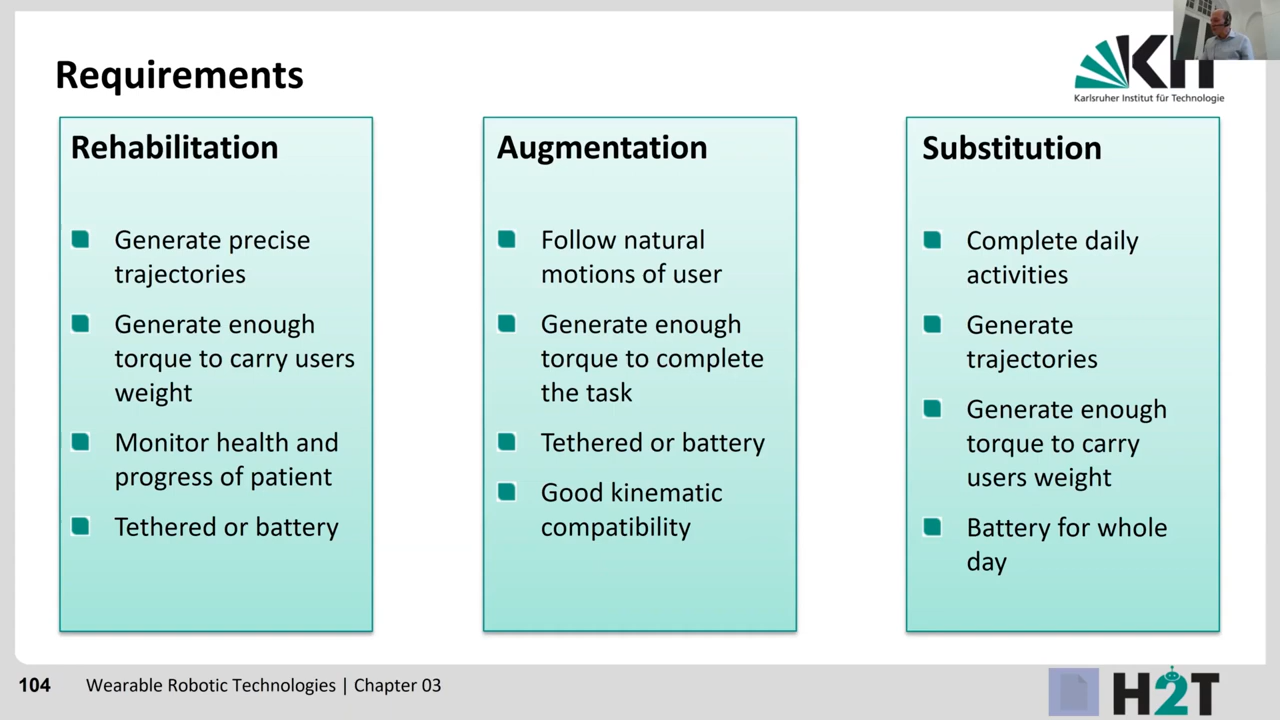 Requirements
KIT
Karlsruher Institut für Technologie
Rehabilitation
Generate precise
trajectories
Generate enough
torque to carry users
weight
Monitor health and
progress of patient
Tethered or battery
Augmentation
Follow natural
motions of user
Generate enough
torque to complete
the task
Tethered or battery
Good kinematic
compatibility
Substitution
Complete daily
activities
Generate
trajectories
Generate enough
torque to carry
users weight
Battery for whole
day
104 Wearable Robotic Technologies | Chapter 03
H2T